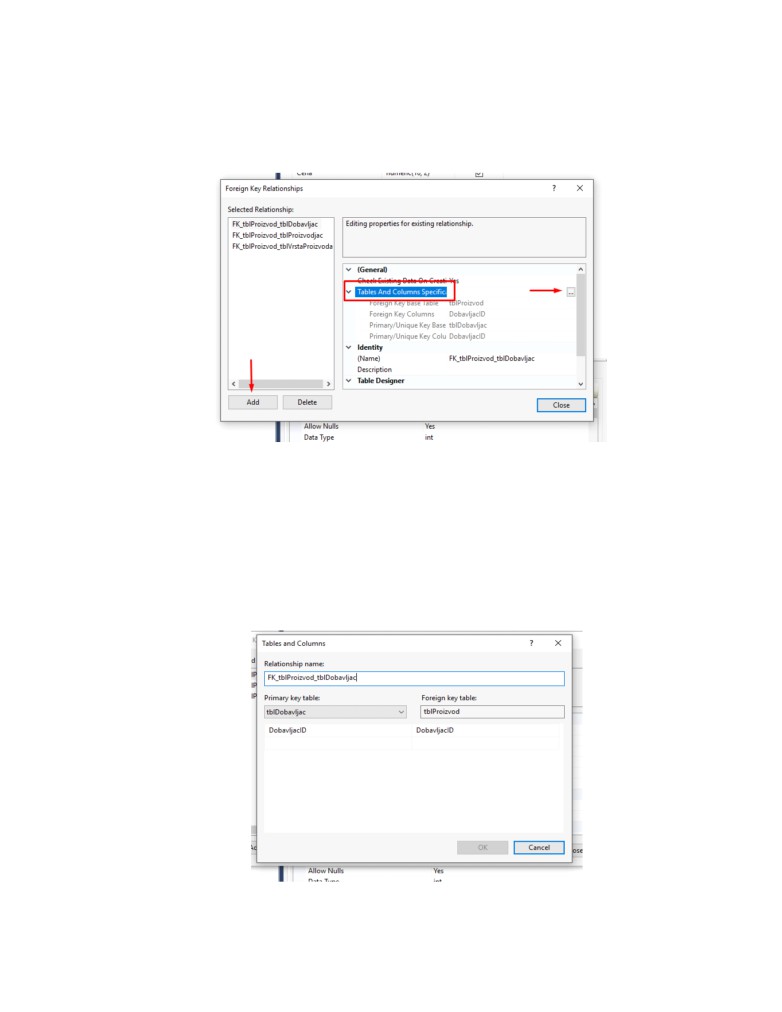 Cena numeric(10, 2)
Foreign Key Relationships ? ×
Selected Relationship:
FK_tblProizvod_tblDobavljac
FK_tblProizvod_tblProizvodjac
FK_tblProizvod_tblVrstaProizvoda
Editing properties for existing relationship.
(General)
Check Existing Data On Creati Yes
Tables And Columns Specific ...
Foreign Key Base Table tblProizvod
Foreign Key Columns DobavljacID
Primary/Unique Key Base tblDobavljac
Primary/Unique Key Colu DobavljacID
Identity
(Name) FK_tblProizvod_tblDobavljac
Description
Table Designer
Add Delete
Close
Allow Nulls Yes
Data Type int
Tables and Columns ? ×
Relationship name:
FK_tblProizvod_tblDobavljac
Primary key table: Foreign key table:
tblDobavljac tblProizvod
DobavljacID DobavljacID
OK Cancel
Allow Nulls Yes
Data Type int